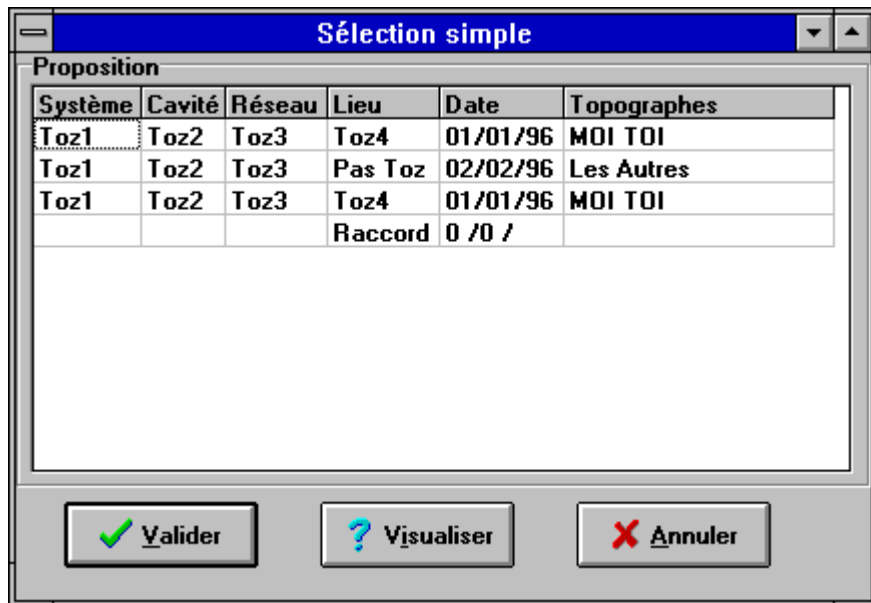 Sélection simple
Proposition
Système Cavité Réseau Lieu Date Topographes
Toz1 Toz2 Toz3 Toz4 01/01/96 MOI TOI
Toz1 Toz2 Toz3 Pas Toz 02/02/96 Les Autres
Toz1 Toz2 Toz3 Toz4 01/01/96 MOI TOI
Raccord 0 /0 /
Valider Visualiser Annuler